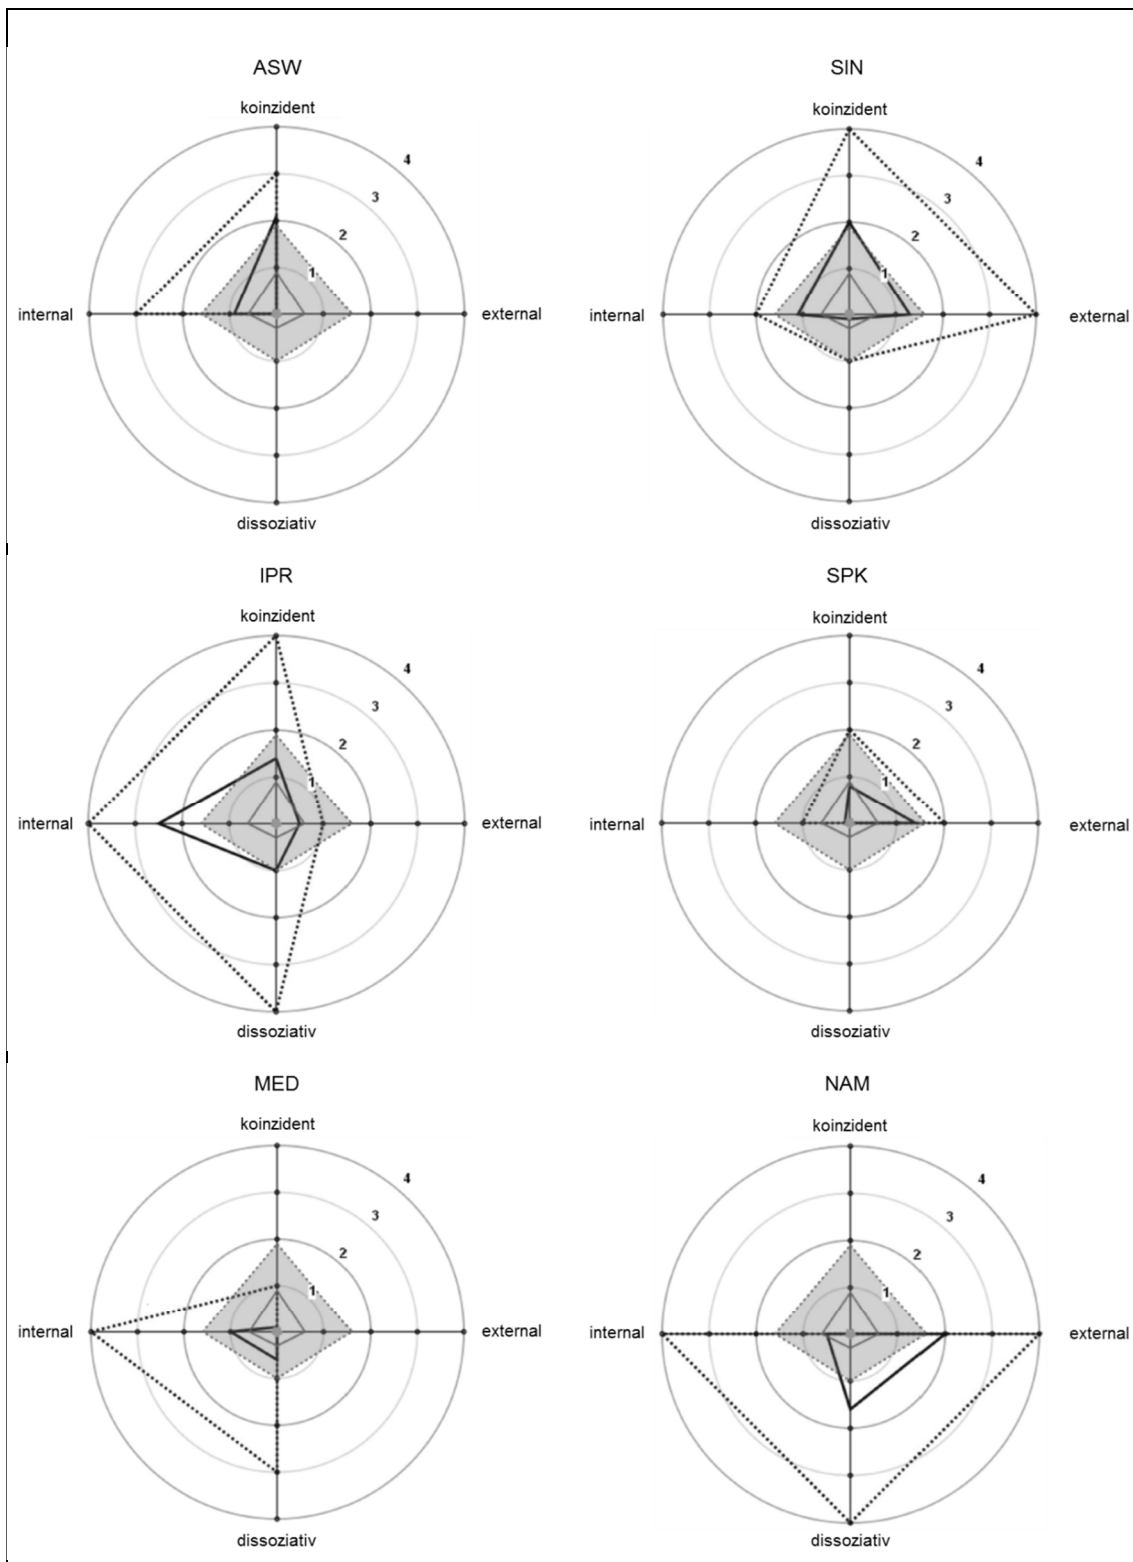 ASW
koinzident
4
3
2
1
internal
external
dissoziativ
SIN
koinzident
4
3
2
1
internal
external
dissoziativ
IPR
koinzident
4
3
2
1
internal
external
dissoziativ
SPK
koinzident
4
3
2
1
internal
external
dissoziativ
MED
koinzident
4
3
2
1
internal
external
dissoziativ
NAM
koinzident
4
3
2
1
internal
external
dissoziativ